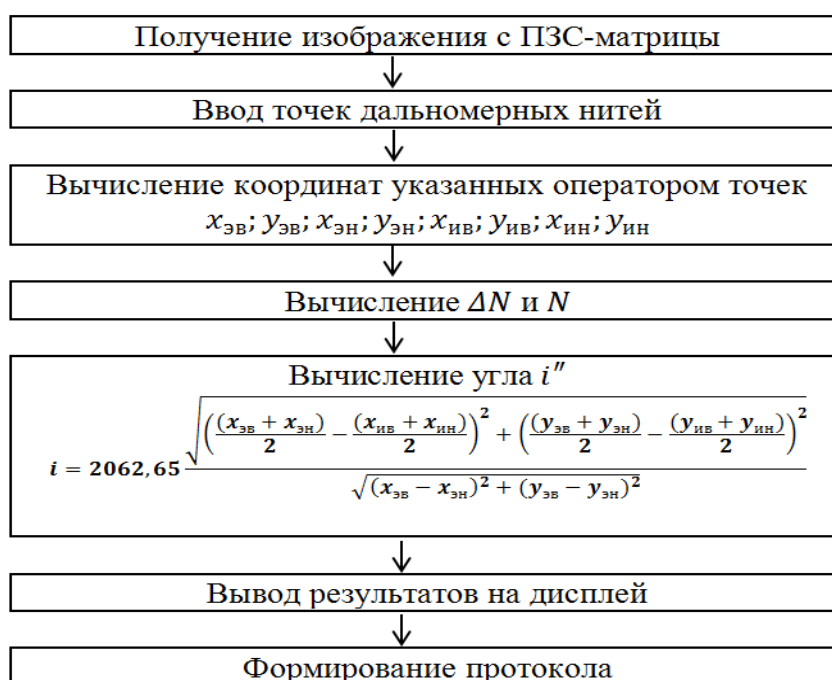 Получение изображения с ПЗС-матрицы
Ввод точек дальномерных нитей
Вычисление координат указанных оператором точек
xэв; yэв; xэн; yэн; xив; yив; xин; yин
Вычисление ΔN и N
Вычисление угла i″
i = 2062,65 √(((xэв + xэн)/2 − (xив + xин)/2)² + ((yэв + yэн)/2 − (yив + yин)/2)²) / √((xэв − xэн)² + (yэв − yэн)²)
Вывод результатов на дисплей
Формирование протокола